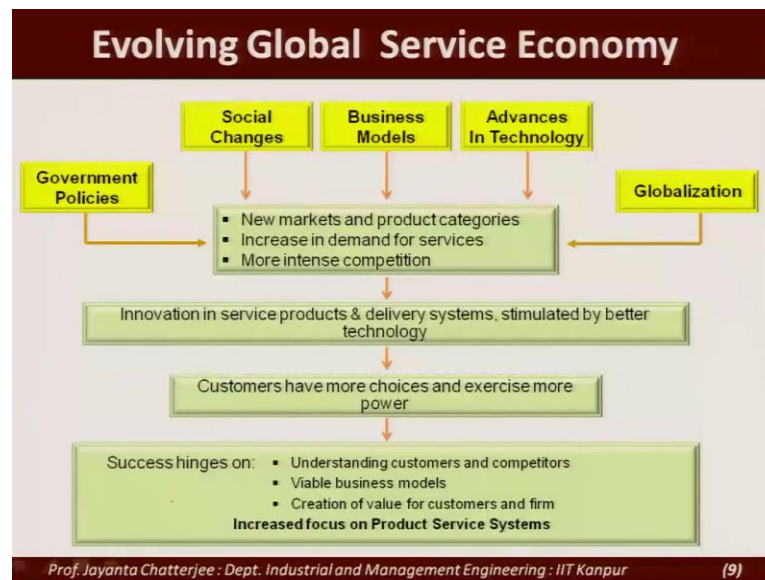 Evolving Global Service Economy
Social
Changes
Business
Models
Advances
In Technology
Government
Policies
Globalization
▪ New markets and product categories
▪ Increase in demand for services
▪ More intense competition
Innovation in service products & delivery systems, stimulated by better
technology
Customers have more choices and exercise more
power
Success hinges on: ▪ Understanding customers and competitors
▪ Viable business models
▪ Creation of value for customers and firm
Increased focus on Product Service Systems
Prof. Jayanta Chatterjee : Dept. Industrial and Management Engineering : IIT Kanpur (9)